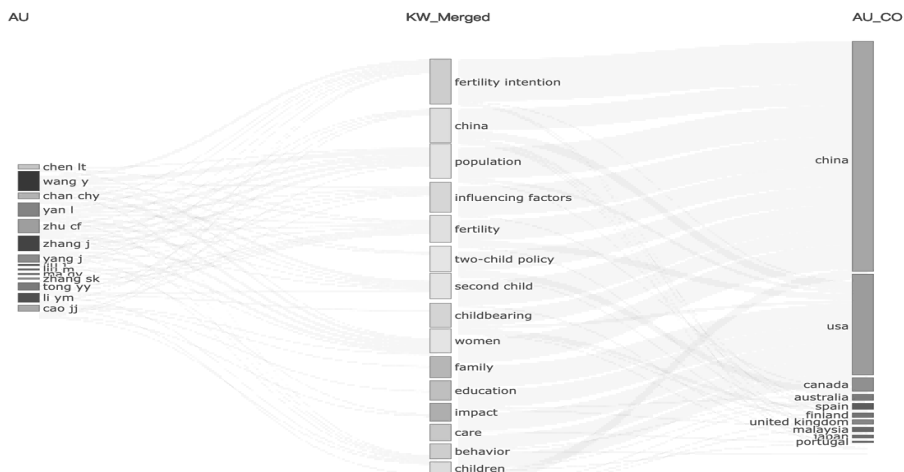 AU
KW_Merged
AU_CO
chen lt
wang y
chan chy
yan l
zhu cf
zhang j
yang j
zhang sk
tong yy
li ym
cao jj
fertility intention
china
population
influencing factors
fertility
two-child policy
second child
childbearing
women
family
education
impact
care
behavior
children
china
usa
canada
australia
spain
finland
united kingdom
malaysia
japan
portugal